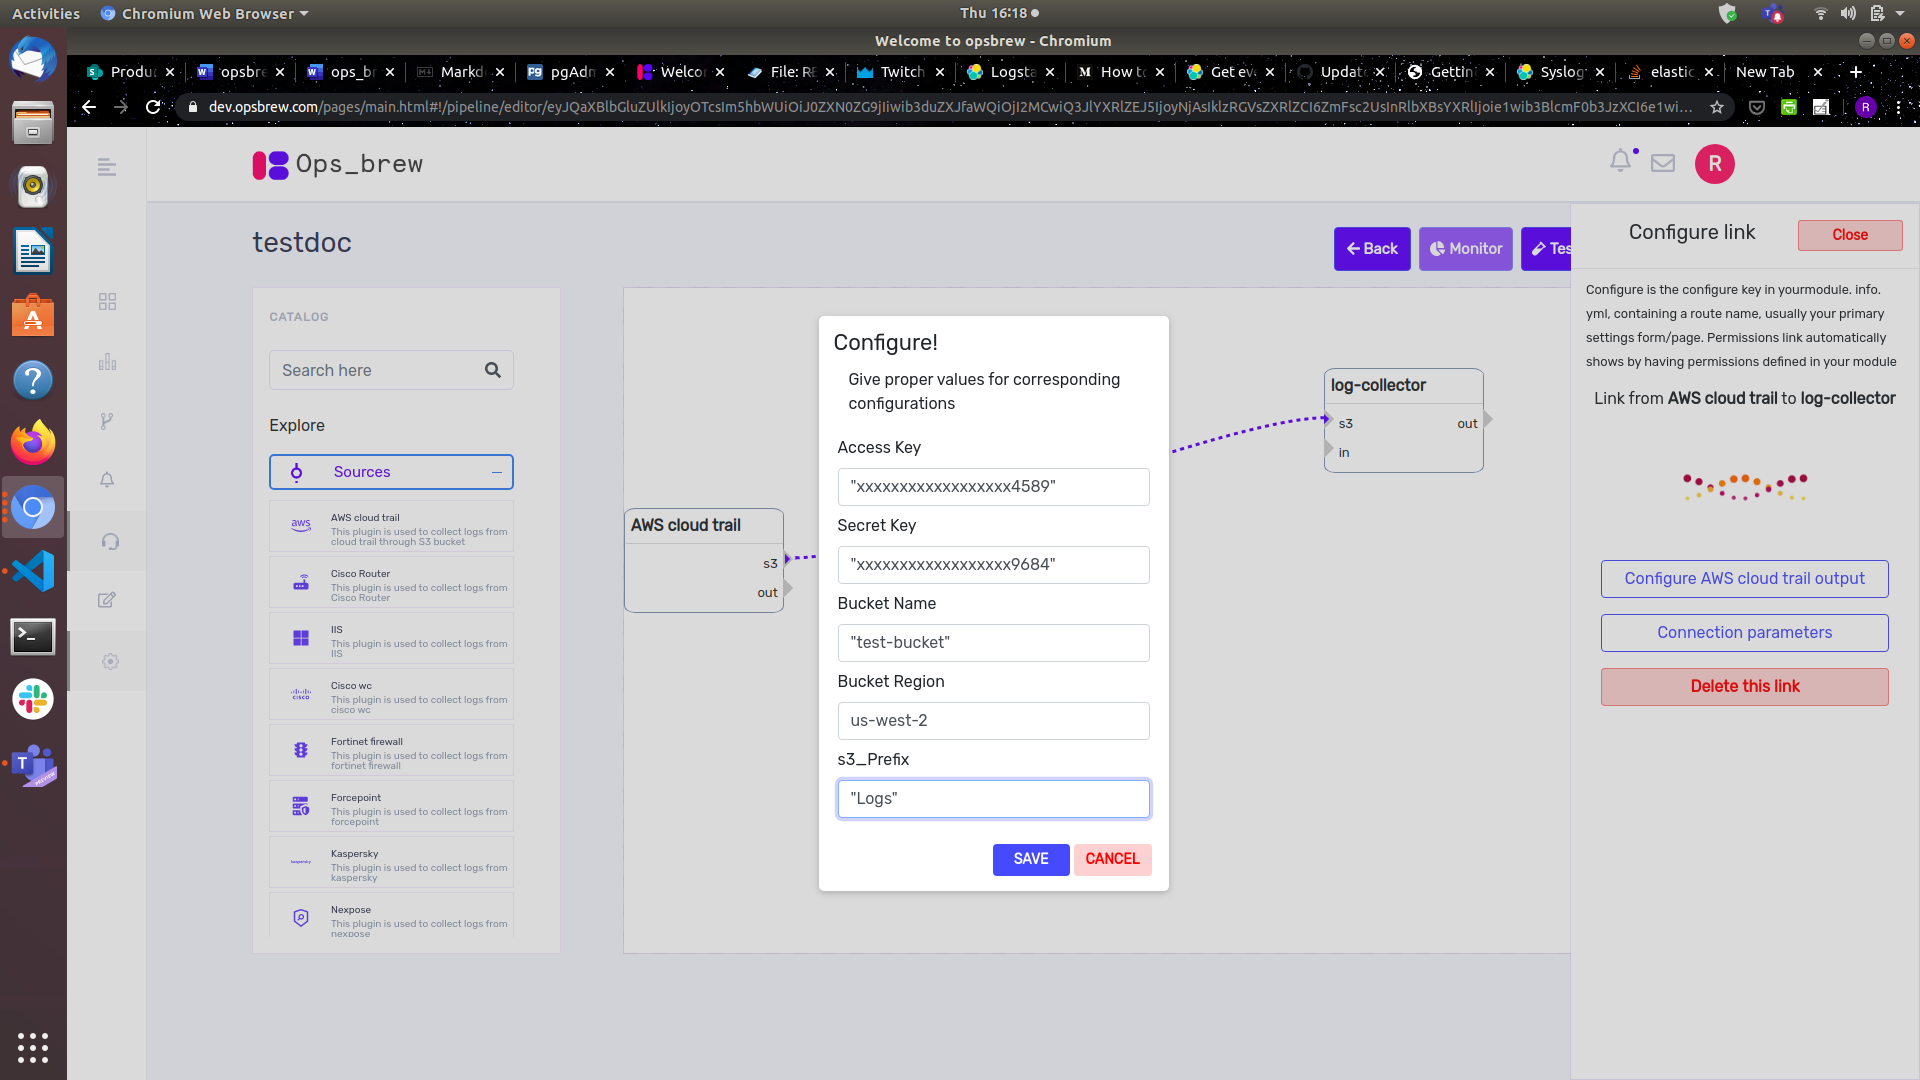 Activities
Chromium Web Browser
Thu 16:18
Welcome to opsbrew - Chromium
Produ
opsbre
ops_br
Markd
pgAdm
Welcor
File: RE
Twitch
Logsta
How to
Get eve
Updat
Gettin
Syslog
elastic
New Tab
dev.opsbrew.com/pages/main.html#!/pipeline/editor/
R
Ops_brew
R
testdoc
Back
Monitor
Tes
CATALOG
Search here
Explore
Sources
aws
AWS cloud trail
This plugin is used to collect logs from
cloud trail through S3 bucket
Cisco Router
This plugin is used to collect logs from
Cisco Router
IIS
This plugin is used to collect logs from
IIS
cisco
Cisco wc
This plugin is used to collect logs from
cisco wc
Fortinet firewall
This plugin is used to collect logs from
fortinet firewall
Forcepoint
This plugin is used to collect logs from
forcepoint
Kaspersky
This plugin is used to collect logs from
kaspersky
Nexpose
This plugin is used to collect logs from
nexpose
AWS cloud trail
s3
out
Configure!
Give proper values for corresponding
configurations
Access Key
"xxxxxxxxxxxxxxxxxx4589"
Secret Key
"xxxxxxxxxxxxxxxxxx9684"
Bucket Name
"test-bucket"
Bucket Region
us-west-2
s3_Prefix
"Logs"
SAVE
CANCEL
log-collector
s3
out
in
Configure link
Close
Configure is the configure key in yourmodule. info.
yml, containing a route name, usually your primary
settings form/page. Permissions link automatically
shows by having permissions defined in your module
Link from AWS cloud trail to log-collector
Configure AWS cloud trail output
Connection parameters
Delete this link